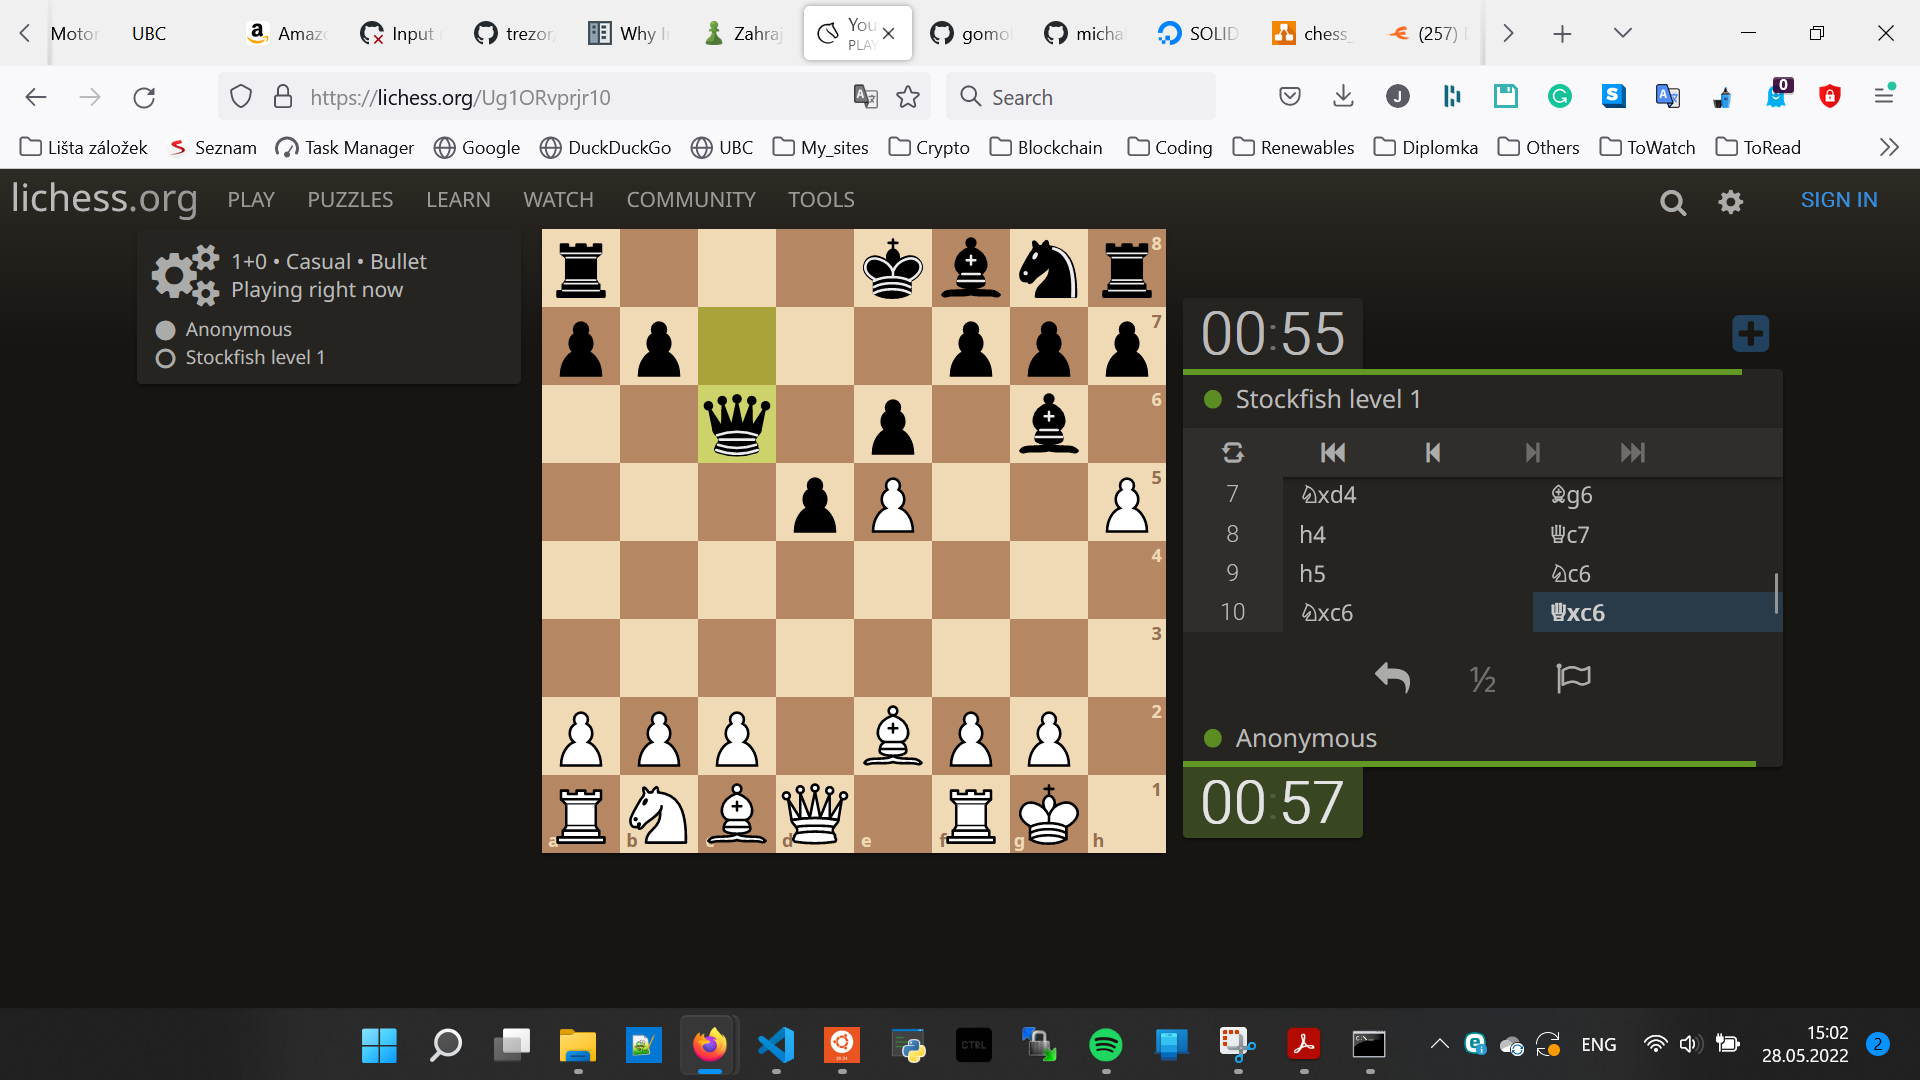 Motor UBC Amaz Input trezor Why I Zahraj You gomo micha SOLID chess_ (257)
PLAY
https://lichess.org/Ug1ORvprjr10 Search 0
Lišta záložek Seznam Task Manager Google DuckDuckGo UBC My_sites Crypto Blockchain Coding Renewables Diplomka Others ToWatch ToRead
lichess.org PLAY PUZZLES LEARN WATCH COMMUNITY TOOLS SIGN IN
1+0 • Casual • Bullet
Playing right now
Anonymous
Stockfish level 1
8
7
6
5
4
3
2
1
a b c d e f g h
00:55
Stockfish level 1
7 ♘xd4 ♝g6
8 h4 ♛c7
9 h5 ♞c6
10 ♘xc6 ♛xc6
½
Anonymous
00:57
CTRL
ENG
15:02
28.05.2022
2